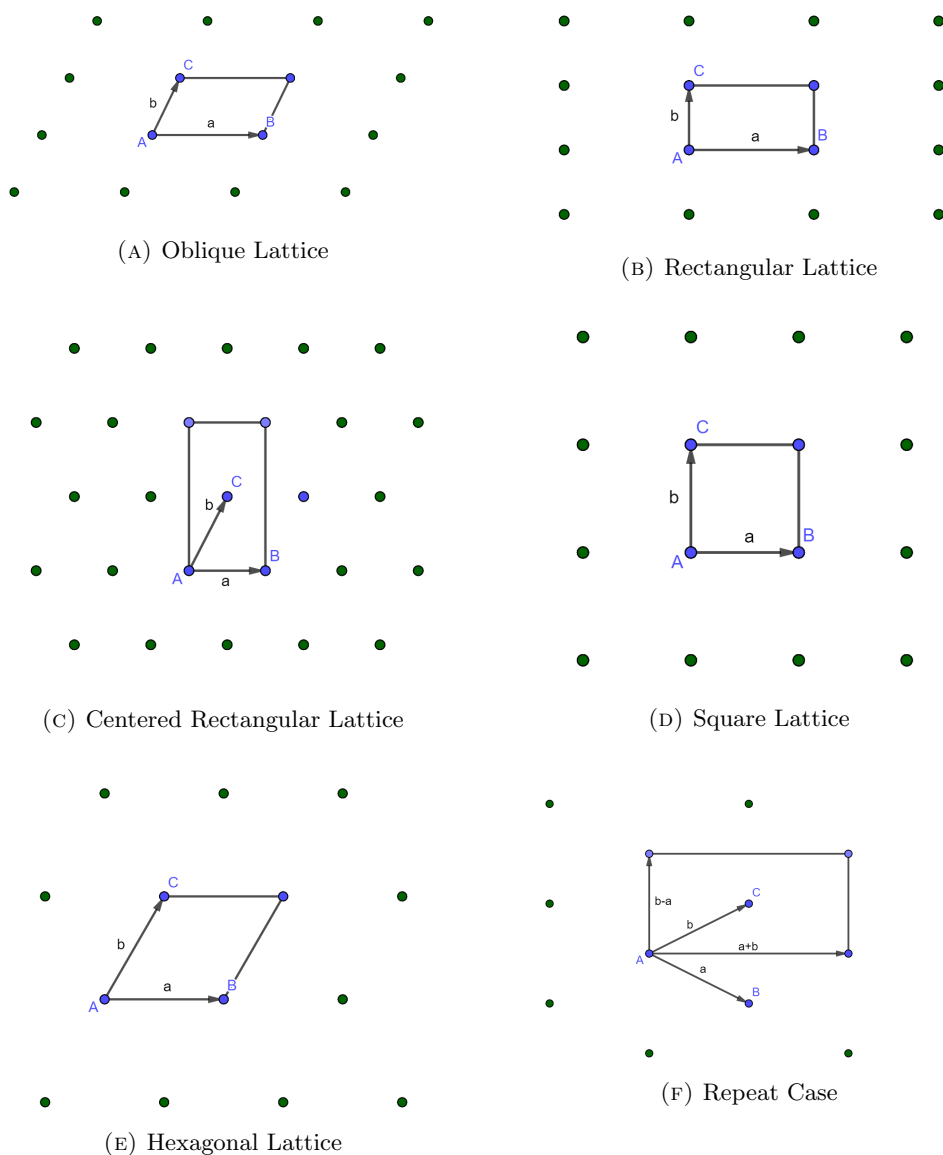 C
b
a
B
A
(A) Oblique Lattice
C
b
a
B
A
(B) Rectangular Lattice
C
b
B
A
a
(C) Centered Rectangular Lattice
C
b
a
B
A
(D) Square Lattice
C
b
a
B
A
(E) Hexagonal Lattice
b-a
C
b
a+b
A
a
B
(F) Repeat Case